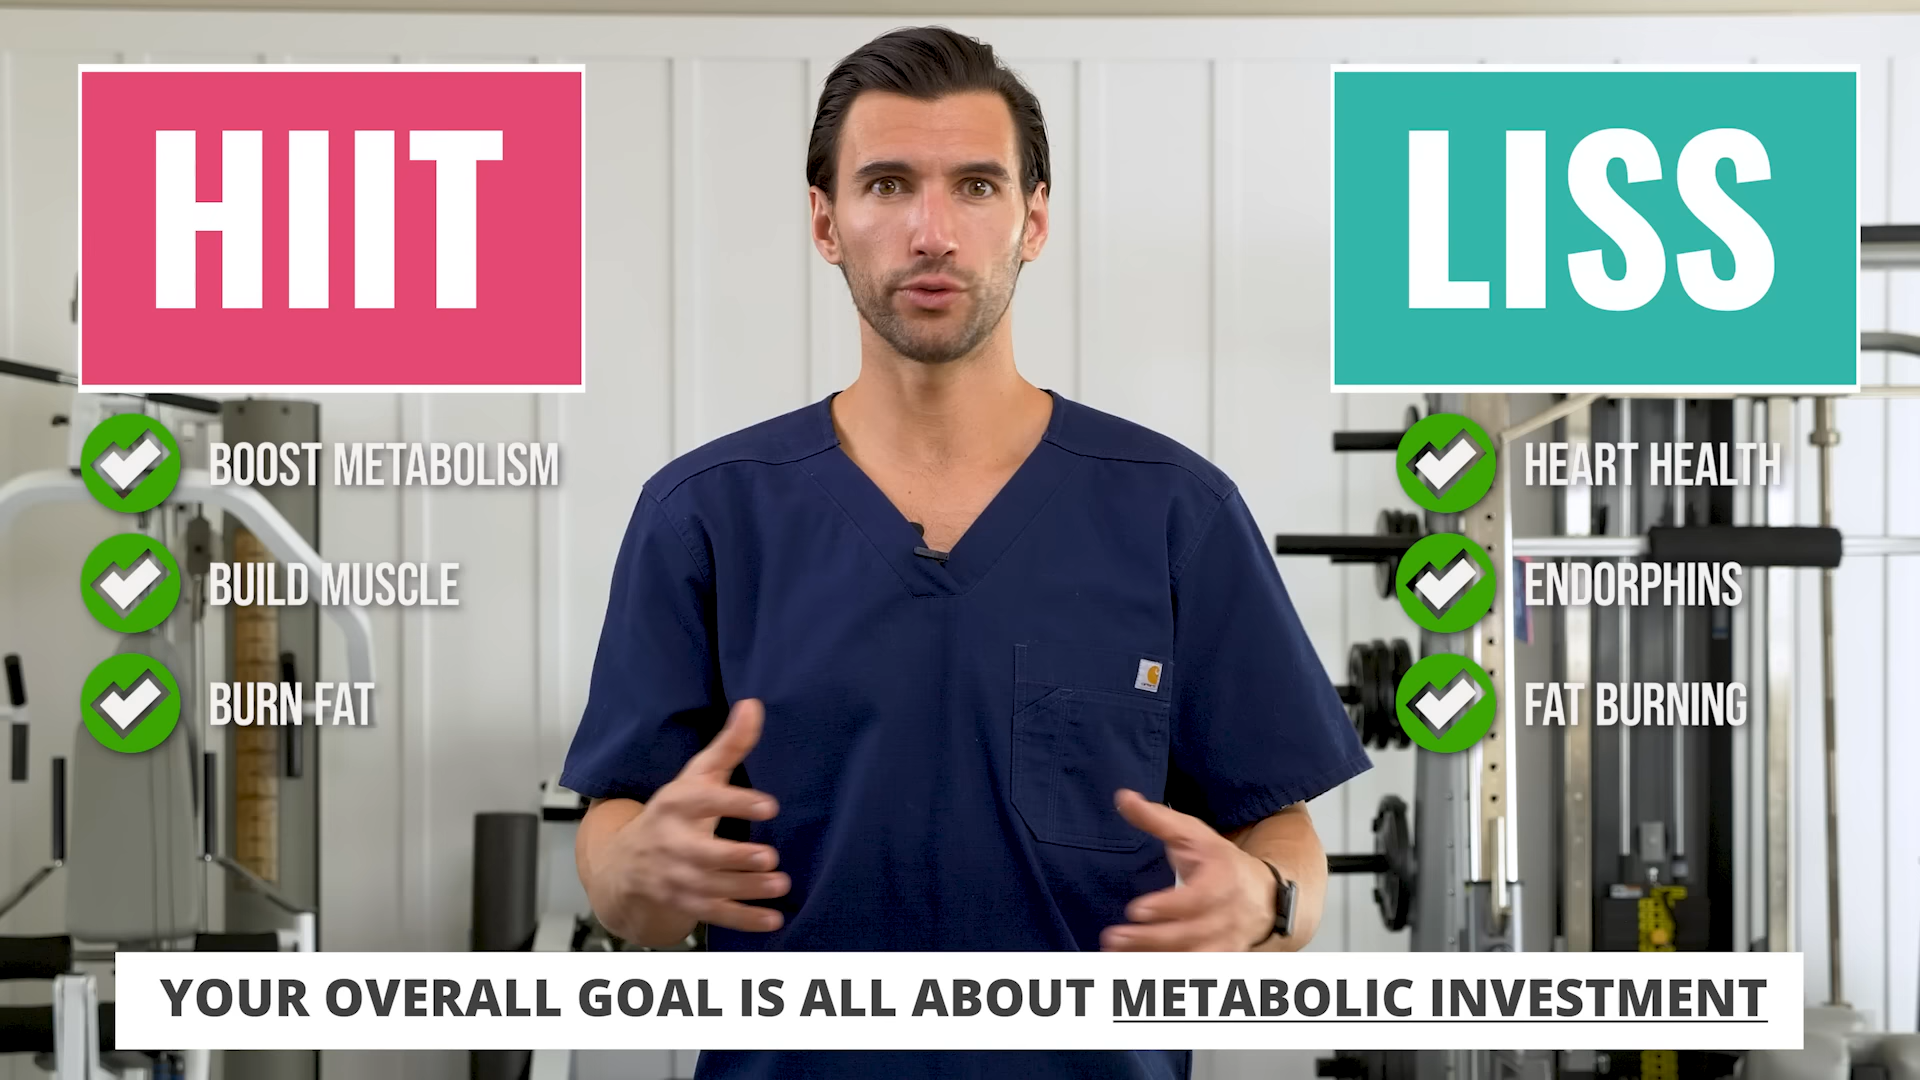 HIIT
BOOST METABOLISM
BUILD MUSCLE
BURN FAT
LISS
HEART HEALTH
ENDORPHINS
FAT BURNING
YOUR OVERALL GOAL IS ALL ABOUT METABOLIC INVESTMENT